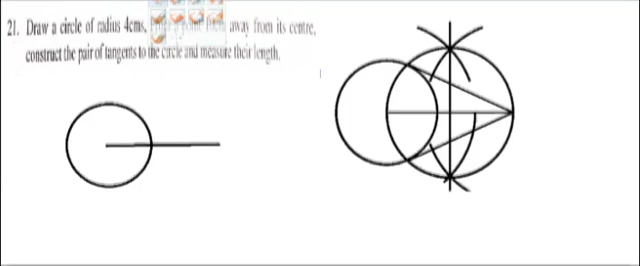 21. Draw a circle of radius 4cms, away from its centre,
construct the pair of tangents to the circle and measure their length.